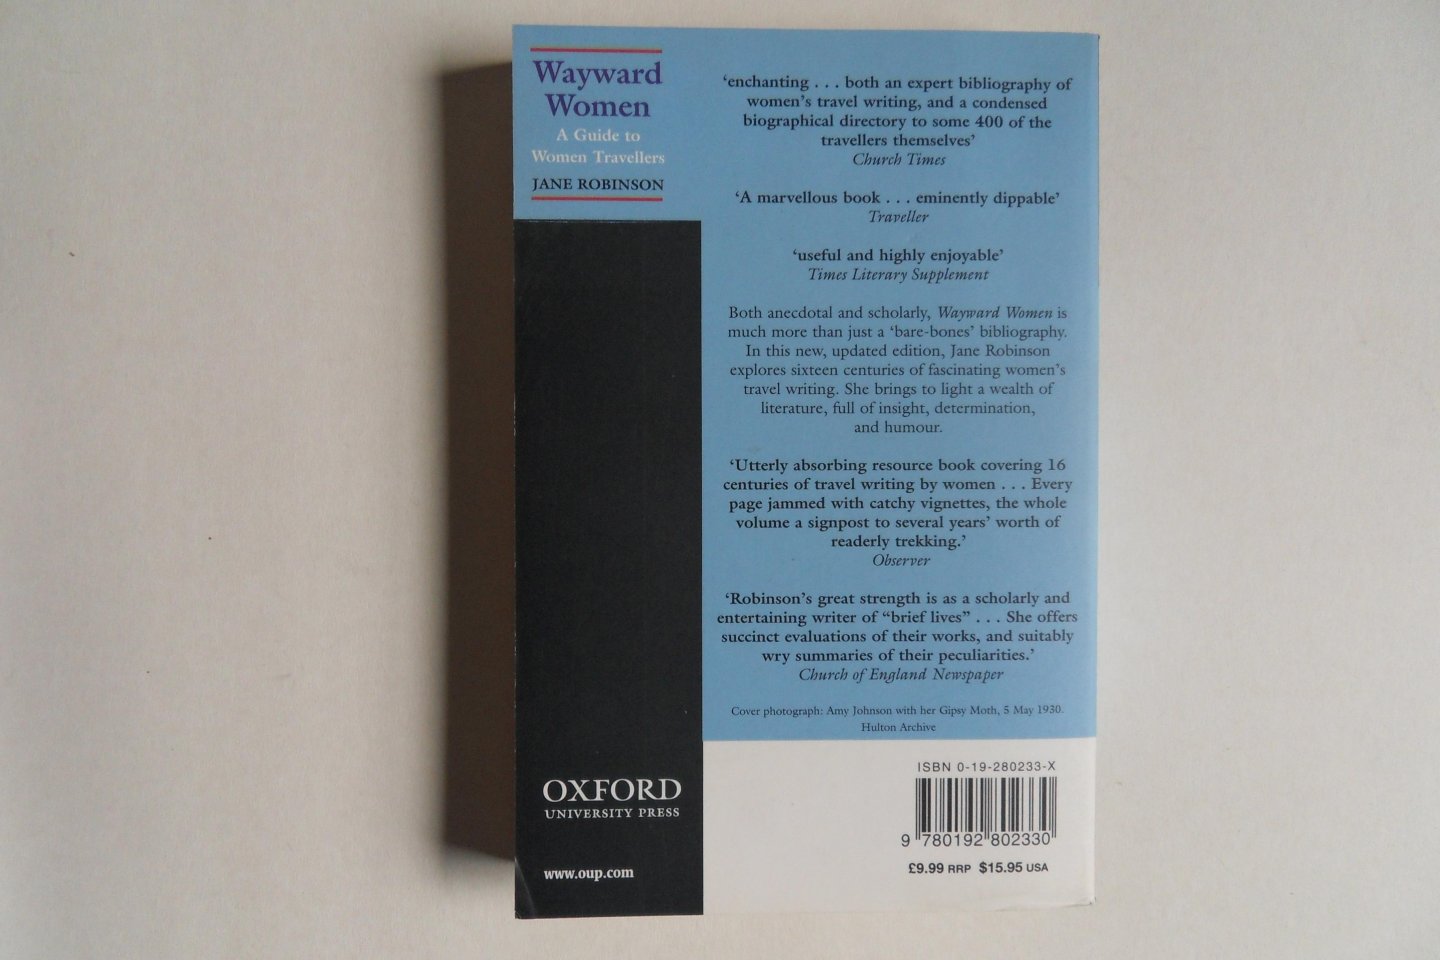 Wayward
Women
A Guide to
Women Travellers
JANE ROBINSON
‘enchanting . . . both an expert bibliography of
women’s travel writing, and a condensed
biographical directory to some 400 of the
travellers themselves’
Church Times
‘A marvellous book . . . eminently dippable’
Traveller
‘useful and highly enjoyable’
Times Literary Supplement
Both anecdotal and scholarly, Wayward Women is
much more than just a ‘bare-bones’ bibliography.
In this new, updated edition, Jane Robinson
explores sixteen centuries of fascinating women’s
travel writing. She brings to light a wealth of
literature, full of insight, determination,
and humour.
‘Utterly absorbing resource book covering 16
centuries of travel writing by women . . . Every
page jammed with catchy vignettes, the whole
volume a signpost to several years’ worth of
readerly trekking.’
Observer
‘Robinson’s great strength is as a scholarly and
entertaining writer of “brief lives” . . . She offers
succinct evaluations of their works, and suitably
wry summaries of their peculiarities.’
Church of England Newspaper
Cover photograph: Amy Johnson with her Gipsy Moth, 5 May 1930.
Hulton Archive
OXFORD
UNIVERSITY PRESS
www.oup.com
ISBN 0-19-280233-X
9 780192 802330
£9.99 RRP $15.95 USA